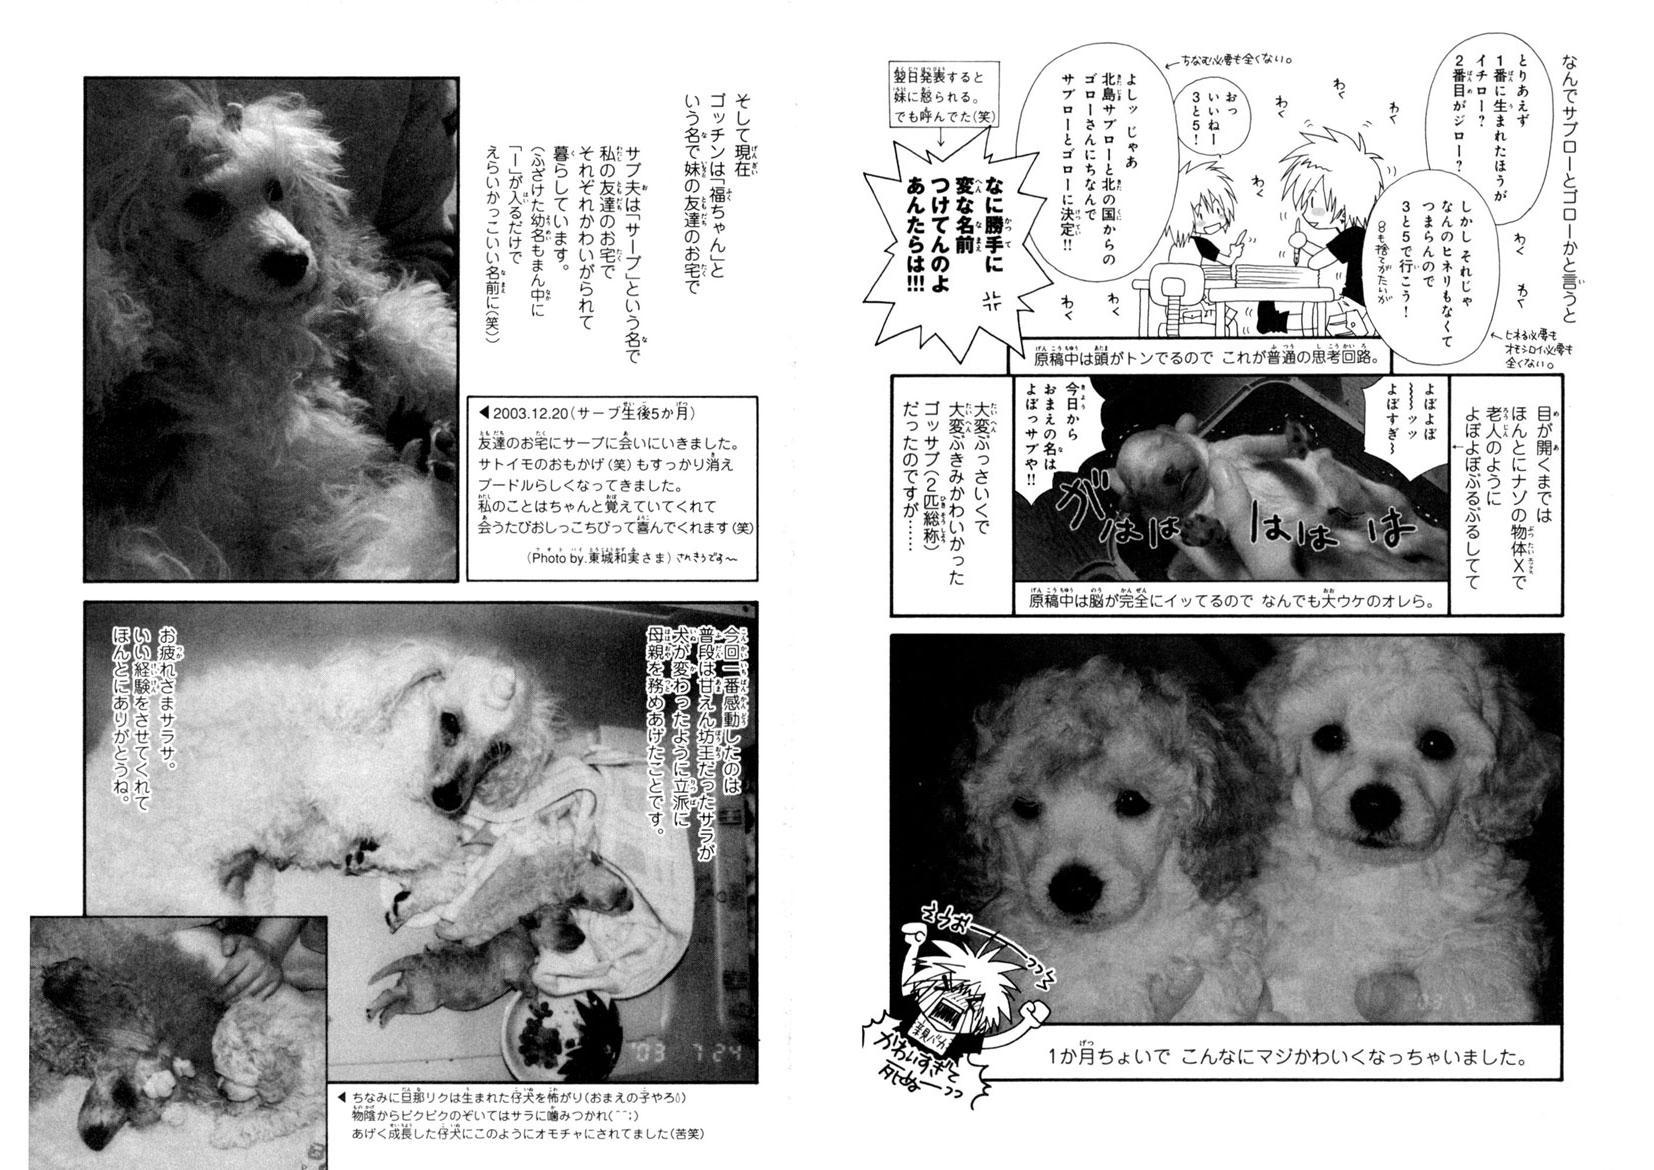 なんでサブローとゴローかと言うと
とりあえず
1番に生まれたほうが
イチロー？
2番目がジロー？
しかし それじゃ
なんのヒネリもなくて
つまらんので
3と5で行こう！
8も捨てがたいが
ヒネる必要も
オモシロイ必要も
全くない。
わく
わく
わく
わく
わく
わく
わく
わく
おっ
いいねー
3と5！
ちなむ必要も全くない。
よしッ じゃあ
北島サブローと北の国からの
ゴローさんにちなんで
サブローとゴローに決定!!
翌日発表すると
妹に怒られる。
でも呼んでた(笑)
なに勝手に
変な名前
つけてんのよ
あんたらは!!!
原稿中は頭がトンでるので これが普通の思考回路。
目が開くまでは
ほんとにナゾの物体Xで
老人のように
よぼよぼぷるぷるしてて
よぼよぼ
〜〜〜ッッ
よぼすぎ〜
今日から
おまえの名は
よぼっサブや!!
がはははははは
原稿中は脳が完全にイッてるので なんでも大ウケのオレら。
大変ぶっさいくで
大変ぶきみかわいかった
ゴッサブ(2匹総称)
だったのですが……
うお――っっ
親バカ
かわいすぎて
死ぬーっっ
1か月ちょいで こんなにマジかわいくなっちゃいました。
そして現在
ゴッチンは「福ちゃん」と
いう名で妹の友達のお宅で
サブ夫は「サーブ」という名で
私の友達のお宅で
それぞれかわいがられて
暮らしています。
(ふざけた幼名もまん中に
「ー」が入るだけで
えらいかっこいい名前に(笑)
◀2003.12.20(サーブ生後5か月)
友達のお宅にサーブに会いにいきました。
サトイモのおもかげ(笑)もすっかり消え
プードルらしくなってきました。
私のことはちゃんと覚えていてくれて
会うたびおしっこちびって喜んでくれます(笑)
(Photo by.東城和実さま) さんきうです〜
今回一番感動したのは
普段は甘えん坊王だったサラが
犬が変わったように立派に
母親を務めあげたことです。
お疲れさまサラサ。
いい経験をさせてくれて
ほんとにありがとうね。
'03 7 24
◀ちなみに旦那リクは生まれた仔犬を怖がり(おまえの子やろ!)
物陰からビクビクのぞいてはサラに噛みつかれ(^^;)
あげく成長した仔犬にこのようにオモチャにされてました(苦笑)